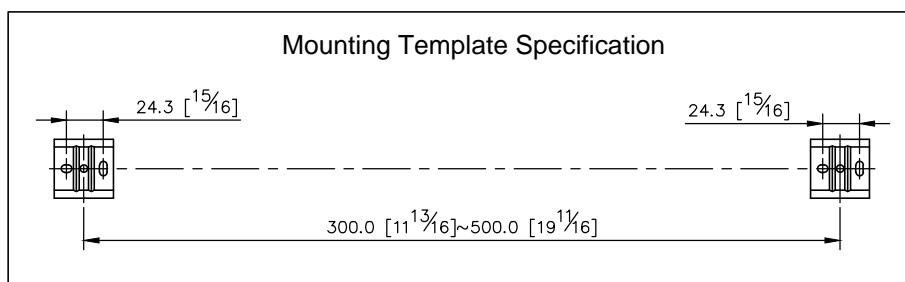 Mounting Template Specification
24.3 [15/16]
24.3 [15/16]
300.0 [11 13/16]~500.0 [19 11/16]